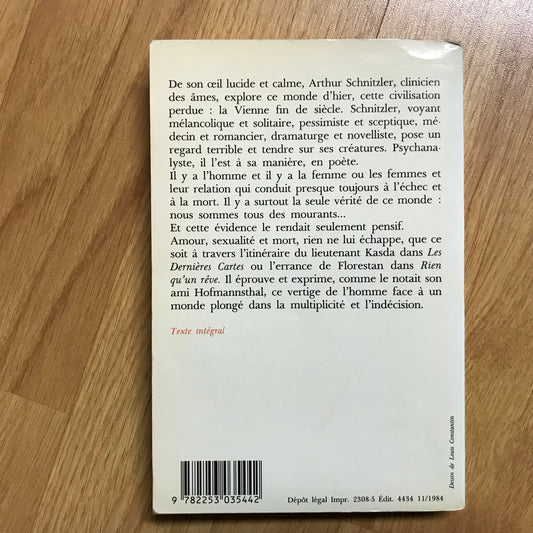 De son œil lucide et calme, Arthur Schnitzler, clinicien
des âmes, explore ce monde d'hier, cette civilisation
perdue : la Vienne fin de siècle. Schnitzler, voyant
mélancolique et solitaire, pessimiste et sceptique, mé-
decin et romancier, dramaturge et novelliste, pose un
regard terrible et tendre sur ses créatures. Psychana-
lyste, il l'est à sa manière, en poète.
Il y a l'homme et il y a la femme ou les femmes et
leur relation qui conduit presque toujours à l'échec et
à la mort. Il y a surtout la seule vérité de ce monde :
nous sommes tous des mourants...
Et cette évidence le rendait seulement pensif.
Amour, sexualité et mort, rien ne lui échappe, que ce
soit à travers l'itinéraire du lieutenant Kasda dans Les
Dernières Cartes ou l'errance de Florestan dans Rien
qu'un rêve. Il éprouve et exprime, comme le notait son
ami Hofmannsthal, ce vertige de l'homme face à un
monde plongé dans la multiplicité et l'indécision.
Texte intégral
Dessin de Louis Constantin
9 782253 035442
Dépôt légal Impr. 2308-5 Édit. 4434 11/1984